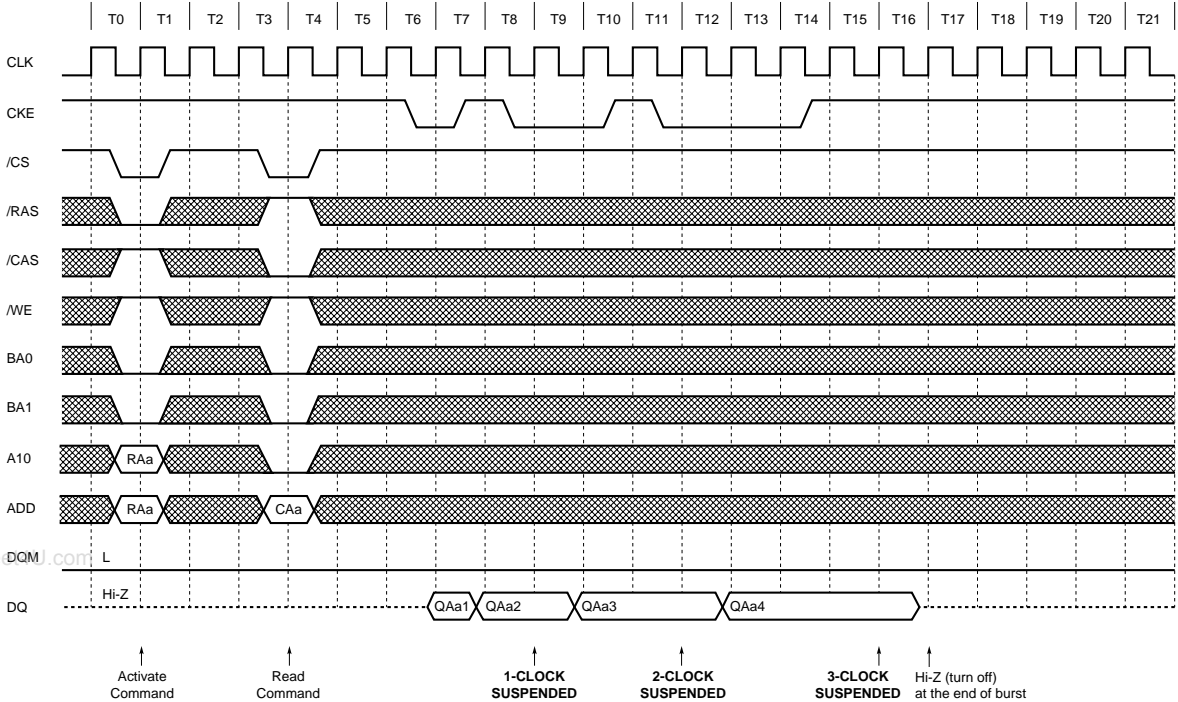 T0 T1 T2 T3 T4 T5 T6 T7 T8 T9 T10 T11 T12 T13 T14 T15 T16 T17 T18 T19 T20 T21
CLK
CKE
/CS
/RAS
/CAS
/WE
BA0
BA1
A10 RAa
ADD RAa CAa
DQM L
DQ Hi-Z QAa1 QAa2 QAa3 QAa4
Activate Command
Read Command
1-CLOCK SUSPENDED
2-CLOCK SUSPENDED
3-CLOCK SUSPENDED
Hi-Z (turn off) at the end of burst